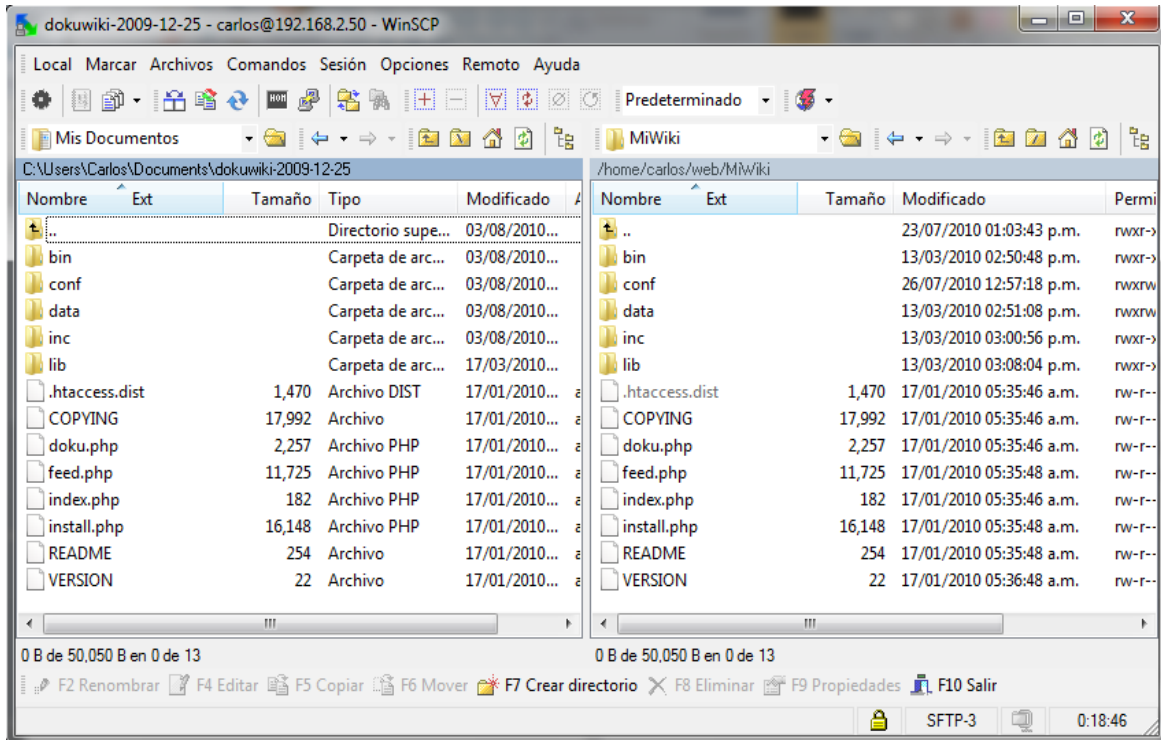 dokuwiki-2009-12-25 - carlos@192.168.2.50 - WinSCP
Local Marcar Archivos Comandos Sesión Opciones Remoto Ayuda
Predeterminado
Mis Documentos MiWiki
C:\Users\Carlos\Documents\dokuwiki-2009-12-25 /home/carlos/web/MiWiki
Nombre Ext Tamaño Tipo Modificado Nombre Ext Tamaño Modificado Permi
.. Directorio supe... 03/08/2010... .. 23/07/2010 01:03:43 p.m. rwxr-x
bin Carpeta de arc... 03/08/2010... bin 13/03/2010 02:50:48 p.m. rwxr-x
conf Carpeta de arc... 03/08/2010... conf 26/07/2010 12:57:18 p.m. rwxrw
data Carpeta de arc... 03/08/2010... data 13/03/2010 02:51:08 p.m. rwxrw
inc Carpeta de arc... 03/08/2010... inc 13/03/2010 03:00:56 p.m. rwxr-x
lib Carpeta de arc... 17/03/2010... lib 13/03/2010 03:08:04 p.m. rwxr-x
.htaccess.dist 1,470 Archivo DIST 17/01/2010... a .htaccess.dist 1,470 17/01/2010 05:35:46 a.m. rw-r--
COPYING 17,992 Archivo 17/01/2010... a COPYING 17,992 17/01/2010 05:35:46 a.m. rw-r--
doku.php 2,257 Archivo PHP 17/01/2010... a doku.php 2,257 17/01/2010 05:35:46 a.m. rw-r--
feed.php 11,725 Archivo PHP 17/01/2010... a feed.php 11,725 17/01/2010 05:35:48 a.m. rw-r--
index.php 182 Archivo PHP 17/01/2010... a index.php 182 17/01/2010 05:35:46 a.m. rw-r--
install.php 16,148 Archivo PHP 17/01/2010... a install.php 16,148 17/01/2010 05:35:48 a.m. rw-r--
README 254 Archivo 17/01/2010... a README 254 17/01/2010 05:35:48 a.m. rw-r--
VERSION 22 Archivo 17/01/2010... a VERSION 22 17/01/2010 05:36:48 a.m. rw-r--
0 B de 50,050 B en 0 de 13 0 B de 50,050 B en 0 de 13
F2 Renombrar F4 Editar F5 Copiar F6 Mover F7 Crear directorio F8 Eliminar F9 Propiedades F10 Salir
SFTP-3 0:18:46